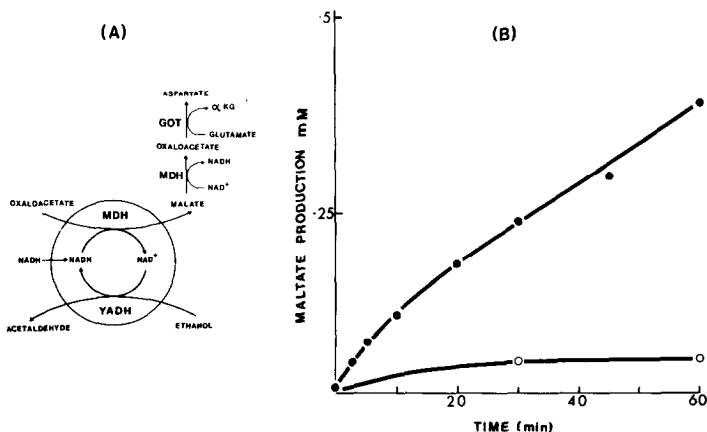 (A)
ASPARTATE
α KG
GOT
GLUTAMATE
OXALOACETATE
NADH
MDH
NAD+
OXALOACETATE
MALATE
MDH
NADH
NADH
NAD+
YADH
ACETALDEHYDE
ETHANOL
(B)
.5
.25
MALTATE PRODUCTION mM
20
40
60
TIME (min)